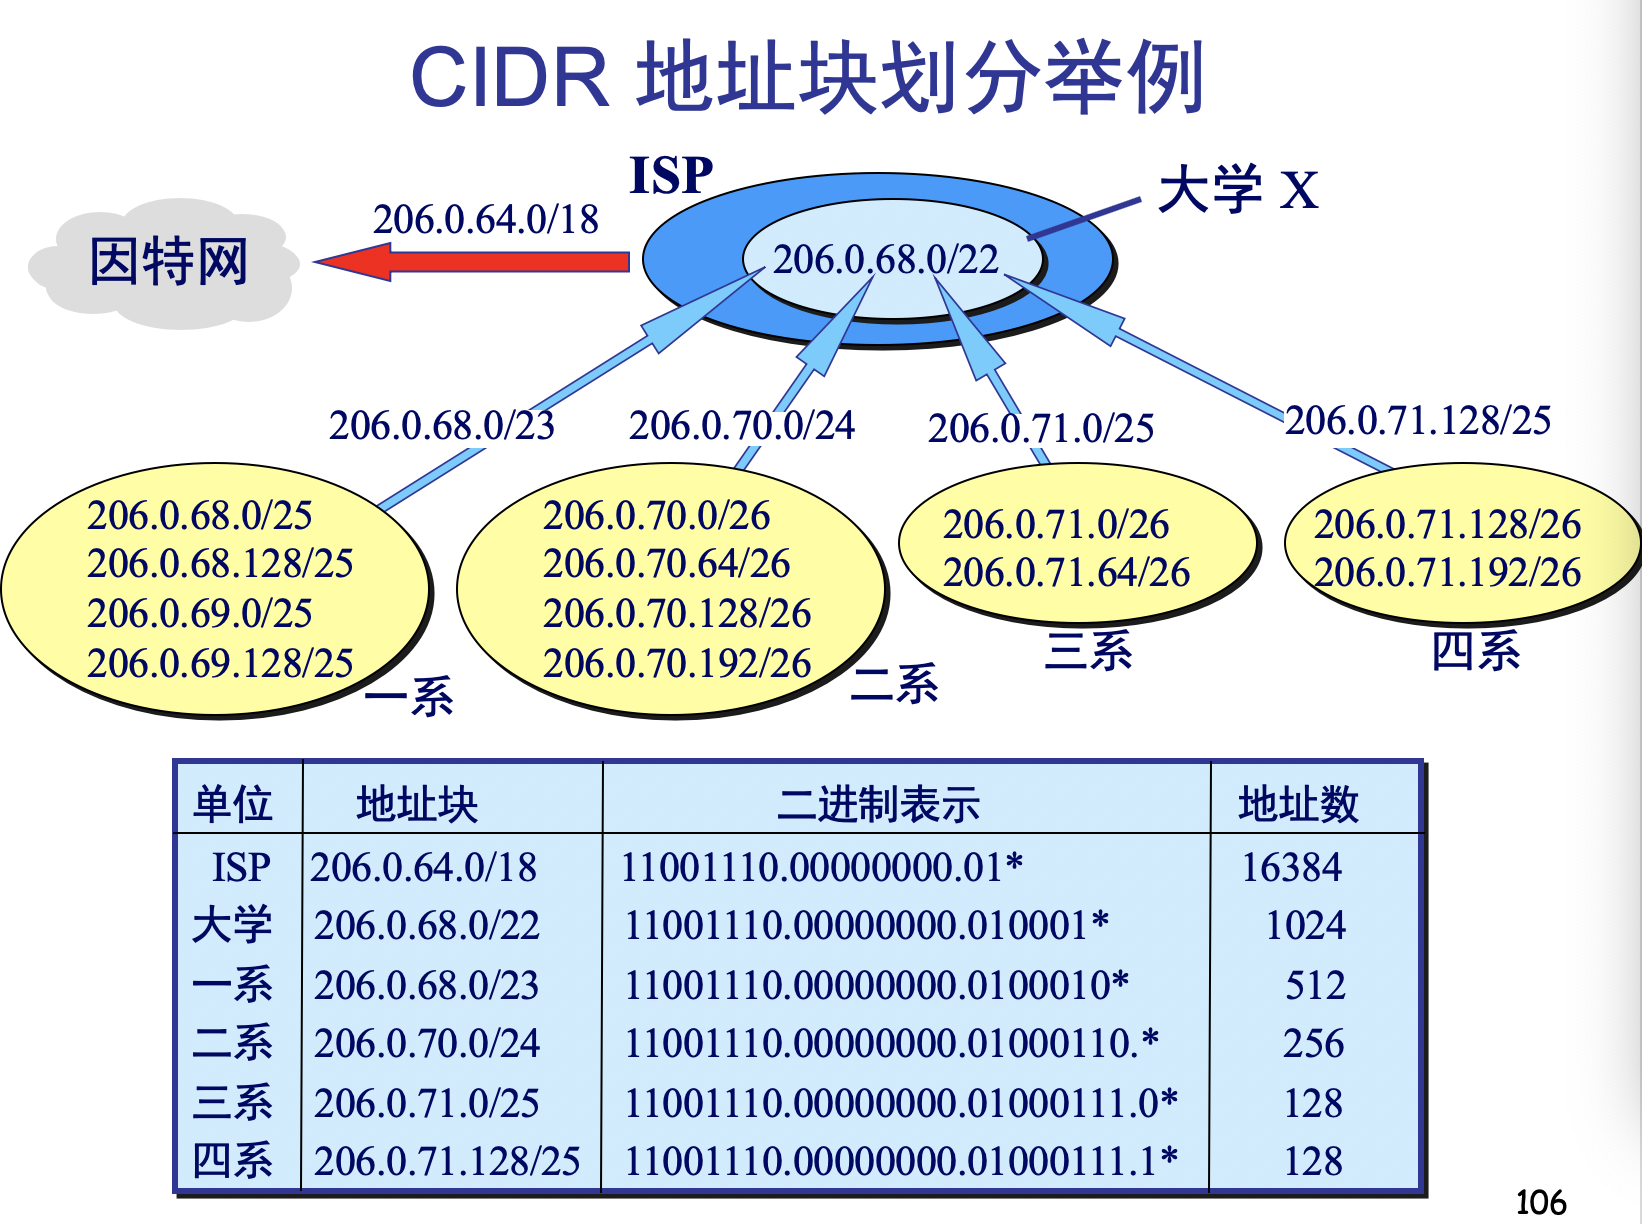 CIDR 地址块划分举例
ISP
大学 X
206.0.64.0/18
因特网
206.0.68.0/22
206.0.68.0/23
206.0.70.0/24
206.0.71.0/25
206.0.71.128/25
206.0.68.0/25
206.0.68.128/25
206.0.69.0/25
206.0.69.128/25
一系
206.0.70.0/26
206.0.70.64/26
206.0.70.128/26
206.0.70.192/26
二系
206.0.71.0/26
206.0.71.64/26
三系
206.0.71.128/26
206.0.71.192/26
四系
单位 地址块 二进制表示 地址数
ISP 206.0.64.0/18 11001110.00000000.01* 16384
大学 206.0.68.0/22 11001110.00000000.010001* 1024
一系 206.0.68.0/23 11001110.00000000.0100010* 512
二系 206.0.70.0/24 11001110.00000000.01000110.* 256
三系 206.0.71.0/25 11001110.00000000.01000111.0* 128
四系 206.0.71.128/25 11001110.00000000.01000111.1* 128
106